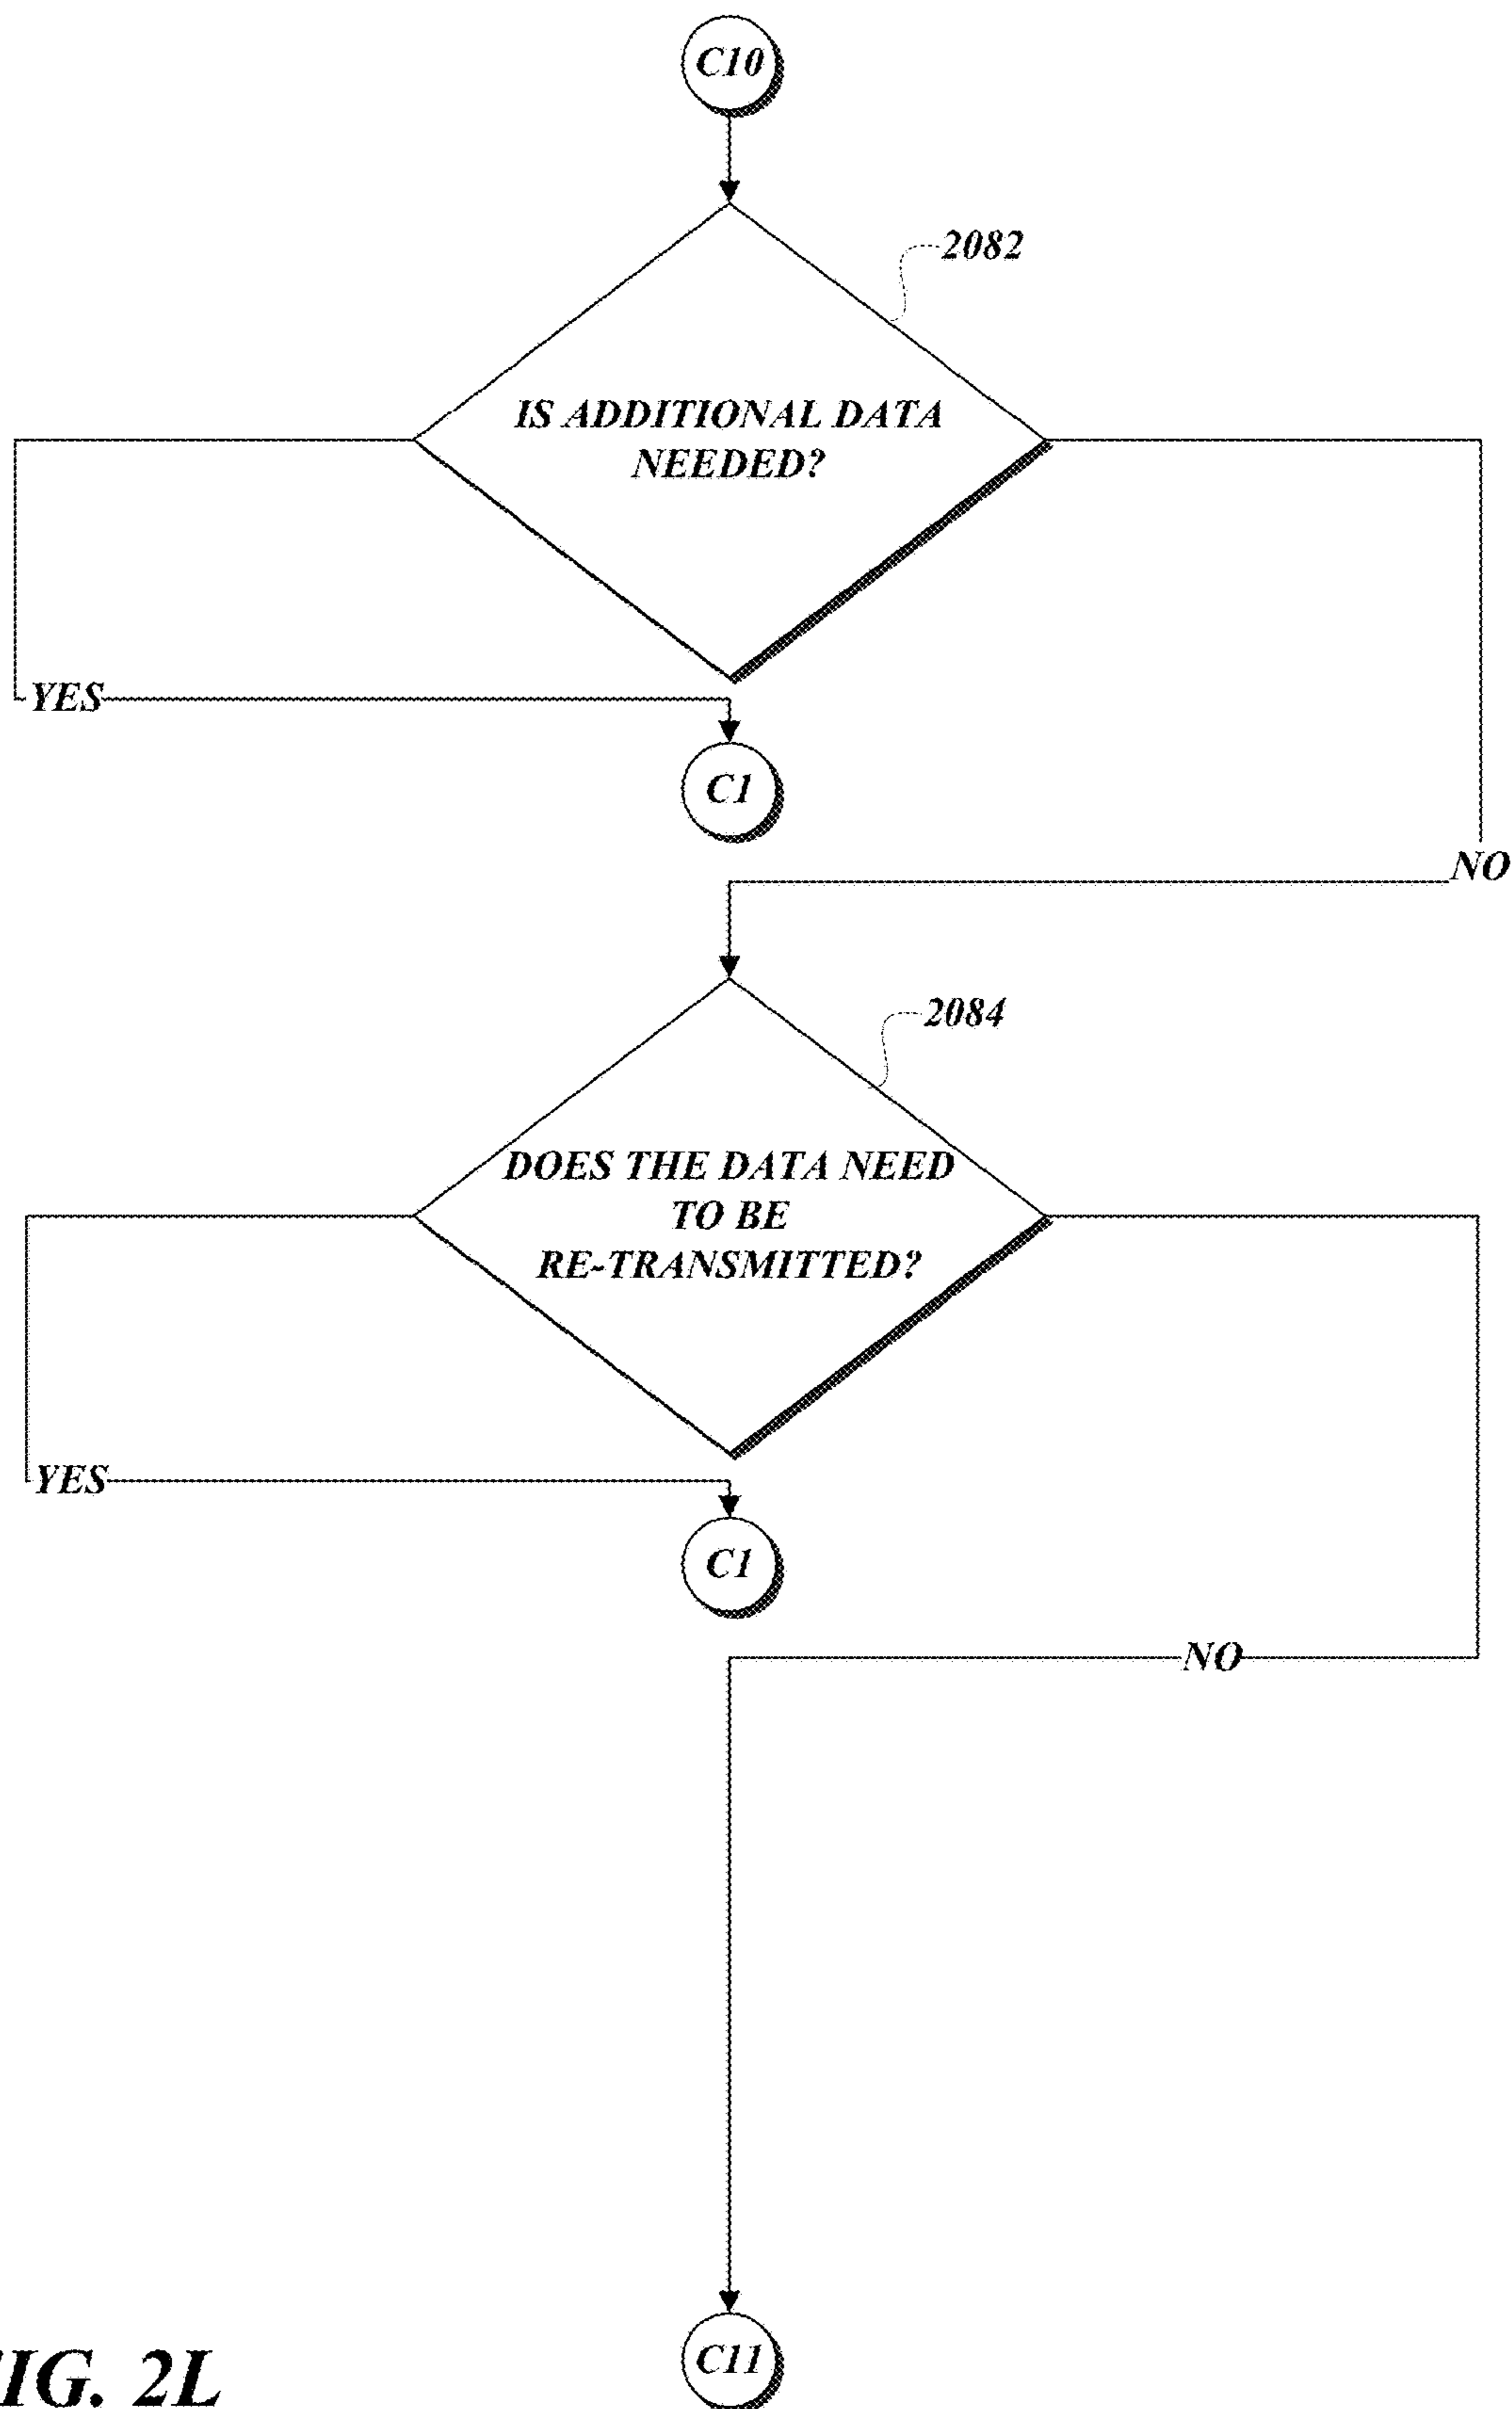 C10
2082
IS ADDITIONAL DATA
NEEDED?
YES
C1
NO
2084
DOES THE DATA NEED
TO BE
RE-TRANSMITTED?
YES
C1
NO
C11
FIG. 2L